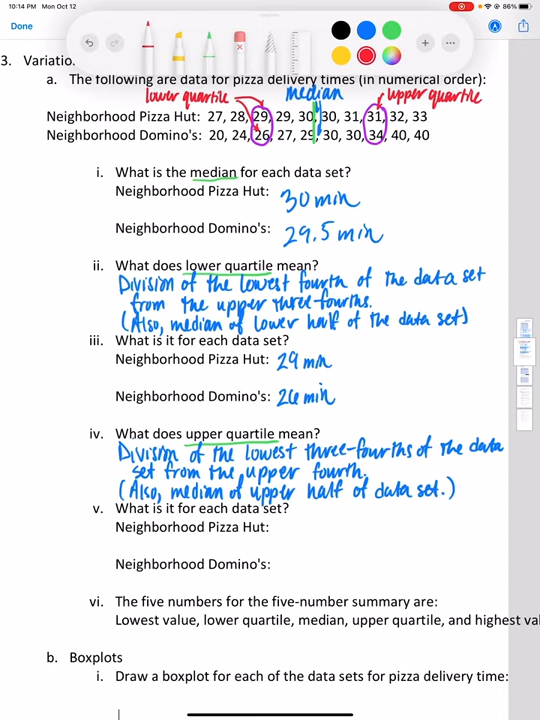 10:14 PM Mon Oct 12
86%
Done
3. Variatio
a. The following are data for pizza delivery times (in numerical order):
lower quartile median upper quartile
Neighborhood Pizza Hut: 27, 28, 29, 29, 30, 30, 31, 31, 32, 33
Neighborhood Domino's: 20, 24, 26, 27, 29, 30, 30, 34, 40, 40
i. What is the median for each data set?
Neighborhood Pizza Hut: 30 min
Neighborhood Domino's: 29.5 min
ii. What does lower quartile mean?
Division of the lowest fourth of the data set
from the upper three-fourths.
(Also, median of lower half of the data set)
iii. What is it for each data set?
Neighborhood Pizza Hut: 29 min
Neighborhood Domino's: 26 min
iv. What does upper quartile mean?
Division of the lowest three-fourths of the data
set from the upper fourth.
(Also, median of upper half of data set.)
v. What is it for each data set?
Neighborhood Pizza Hut:
Neighborhood Domino's:
vi. The five numbers for the five-number summary are:
Lowest value, lower quartile, median, upper quartile, and highest va
b. Boxplots
i. Draw a boxplot for each of the data sets for pizza delivery time: